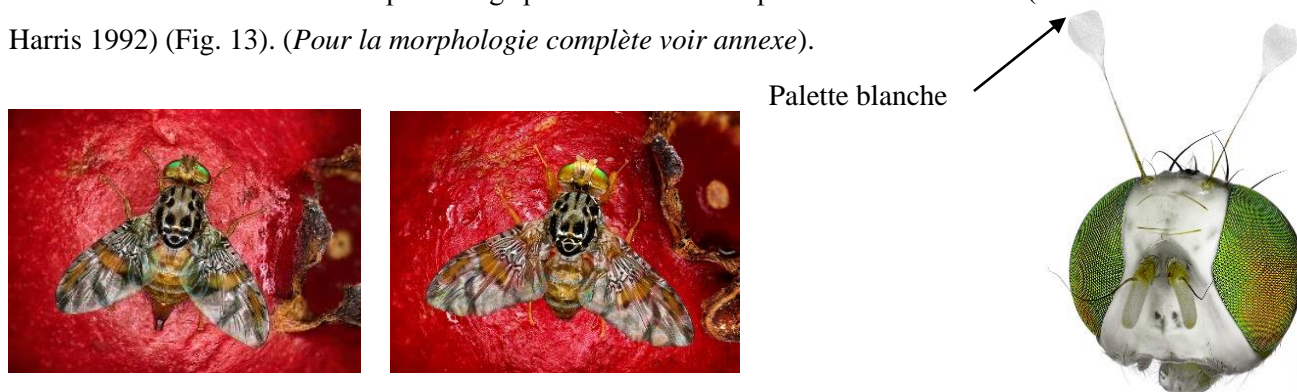 Harris 1992) (Fig. 13). (Pour la morphologie complète voir annexe).
Palette blanche